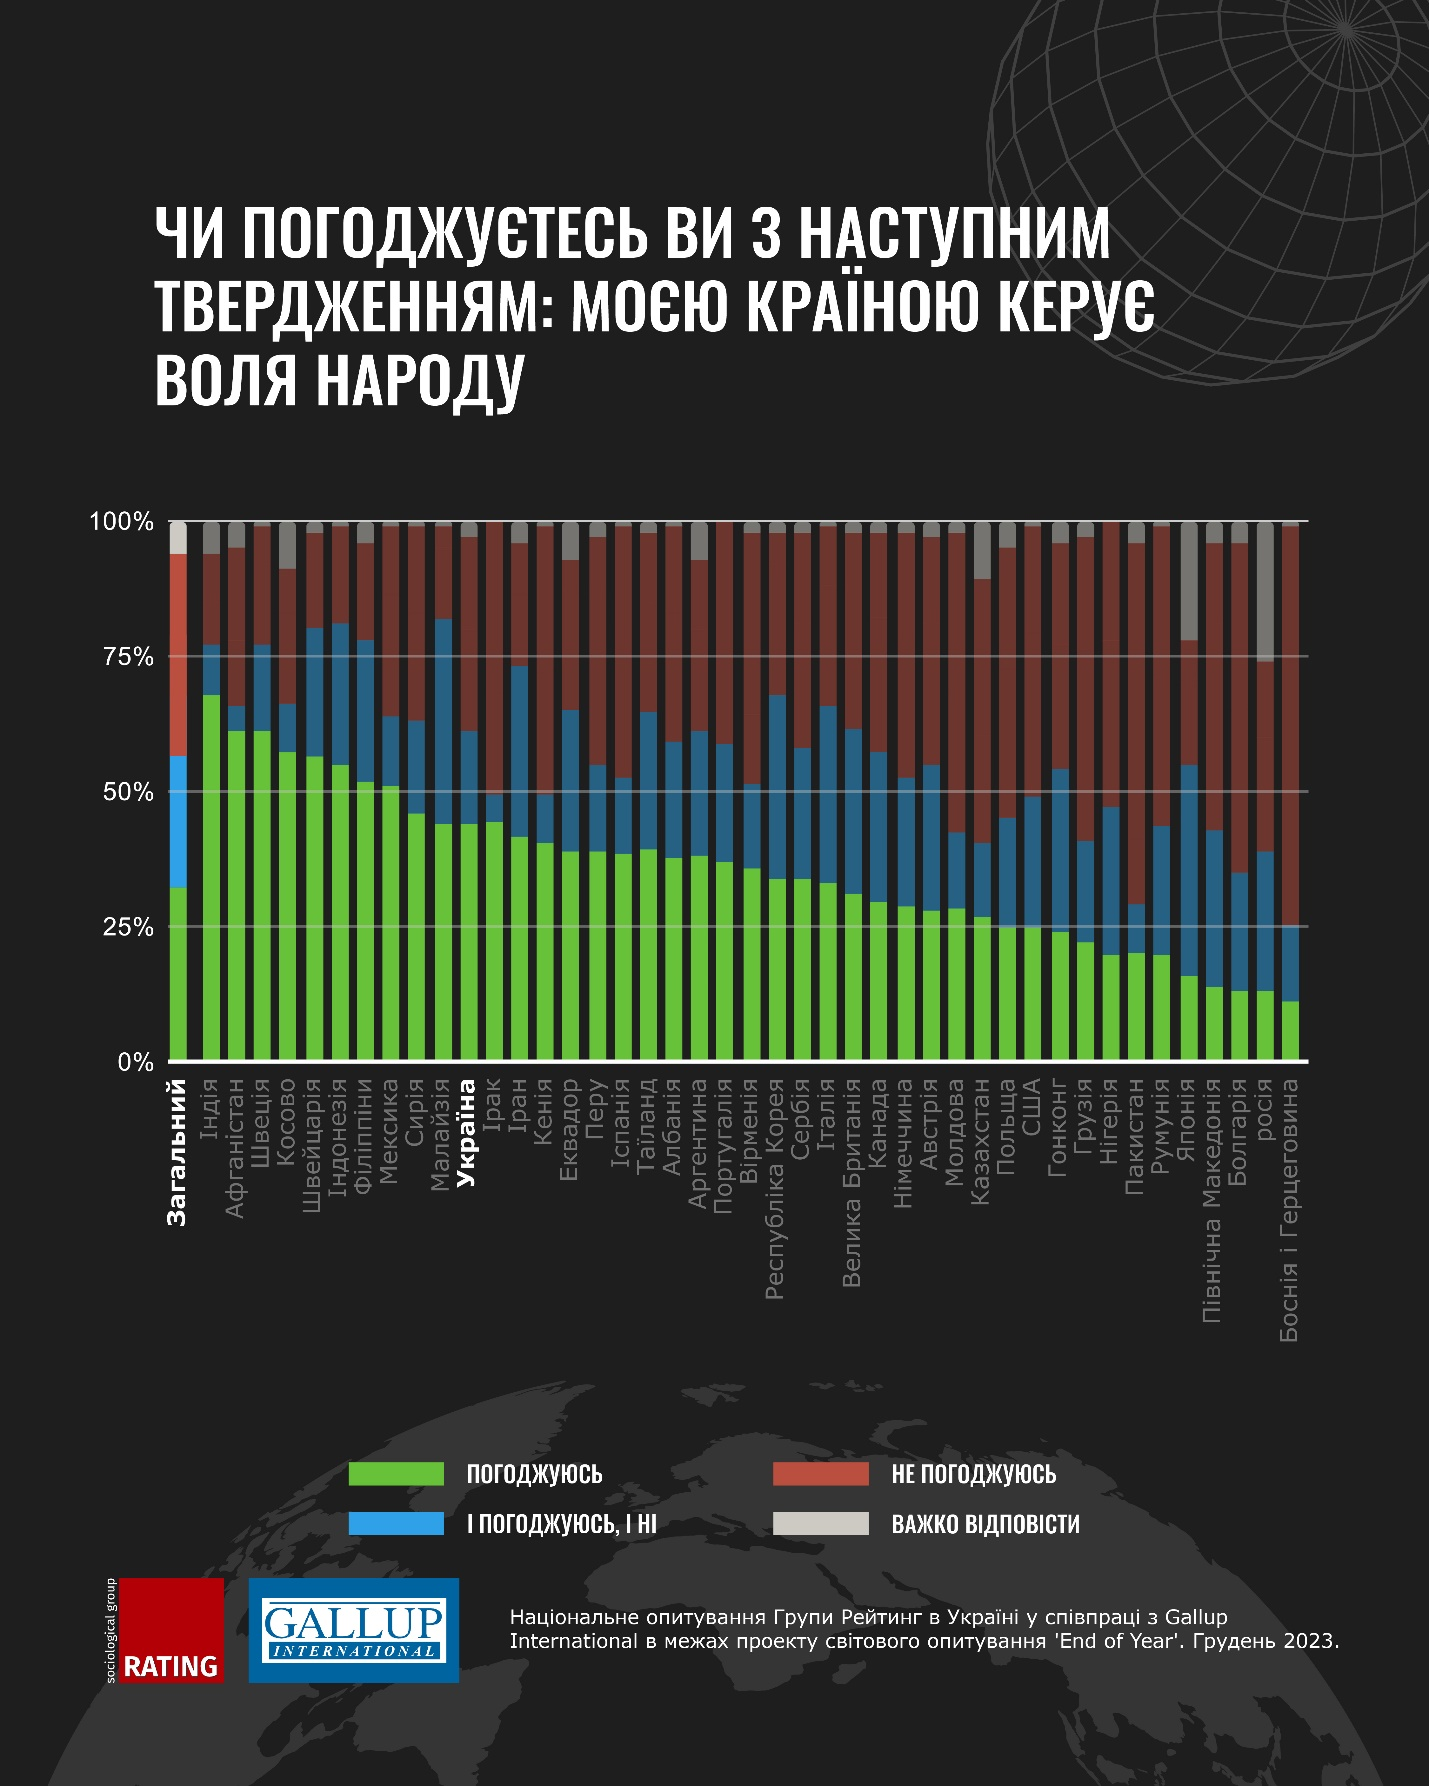 ЧИ ПОГОДЖУЄТЕСЬ ВИ З НАСТУПНИМ
ТВЕРДЖЕННЯМ: МОЄЮ КРАЇНОЮ КЕРУЄ
ВОЛЯ НАРОДУ
100%
75%
50%
25%
0%
Загальний
Індія
Афганістан
Швеція
Косово
Швейцарія
Індонезія
Філіппіни
Мексика
Сирія
Малайзія
Україна
Ірак
Іран
Кенія
Еквадор
Перу
Іспанія
Таїланд
Албанія
Аргентина
Португалія
Вірменія
Республіка Корея
Сербія
Італія
Велика Британія
Канада
Німеччина
Австрія
Молдова
Казахстан
Польща
США
Гонконг
Грузія
Нігерія
Пакистан
Румунія
Японія
Північна Македонія
Болгарія
росія
Боснія і Герцеговина
ПОГОДЖУЮСЬ
НЕ ПОГОДЖУЮСЬ
І ПОГОДЖУЮСЬ, І НІ
ВАЖКО ВІДПОВІСТИ
sociological group
RATING
GALLUP
INTERNATIONAL
Національне опитування Групи Рейтинг в Україні у співпраці з Gallup
International в межах проекту світового опитування 'End of Year'. Грудень 2023.